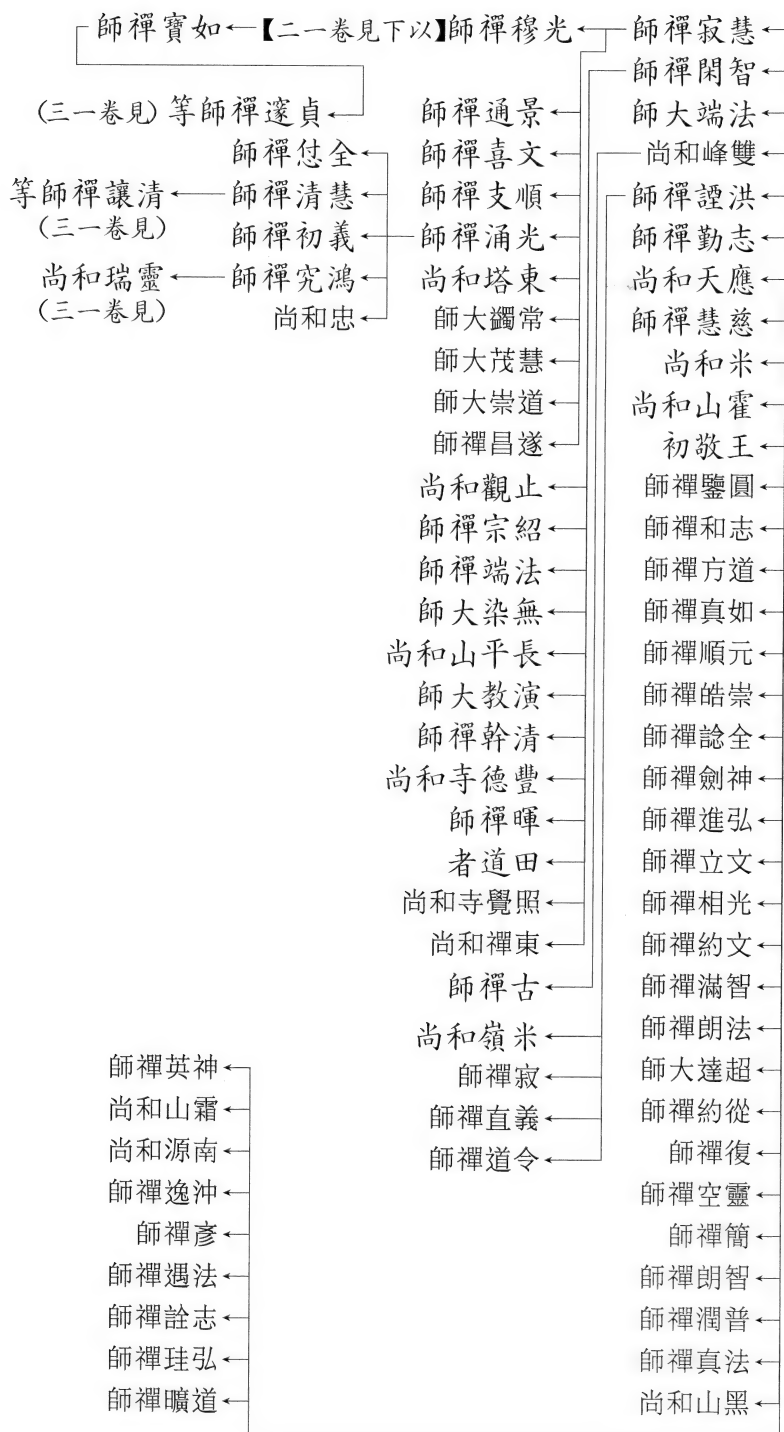 慧寂禪師
智閑禪師
法端大師
雙峰和尚
洪諲禪師
志勤禪師
應天和尚
慈慧禪師
米和尚
霍山和尚
王敬初
圓鑒禪師
志和禪師
道方禪師
如真禪師
元順禪師
崇皓禪師
全諗禪師
神劍禪師
弘進禪師
文立禪師
光相禪師
文約禪師
智滿禪師
法朗禪師
超達大師
從約禪師
復禪師
靈空禪師
簡禪師
智朗禪師
普潤禪師
法真禪師
黑山和尚
光穆禪師【以下見卷一二】
景通禪師
文喜禪師
順支禪師
光涌禪師
東塔和尚
常蠲大師
慧茂大師
道崇大師
遂昌禪師
止觀和尚
紹宗禪師
法端禪師
無染大師
長平山和尚
演教大師
清幹禪師
豐德寺和尚
暉禪師
田道者
照覺寺和尚
東禪和尚
古禪師
米嶺和尚
寂禪師
義直禪師
令道禪師
如寶禪師
貞邃禪師等(見卷一三)
全怤禪師
慧清禪師
義初禪師
鴻究禪師
忠和尚
清讓禪師等
(見卷一三)
靈瑞和尚
(見卷一三)
神英禪師
霜山和尚
南源和尚
沖逸禪師
彥禪師
法遇禪師
志詮禪師
弘珪禪師
道曠禪師